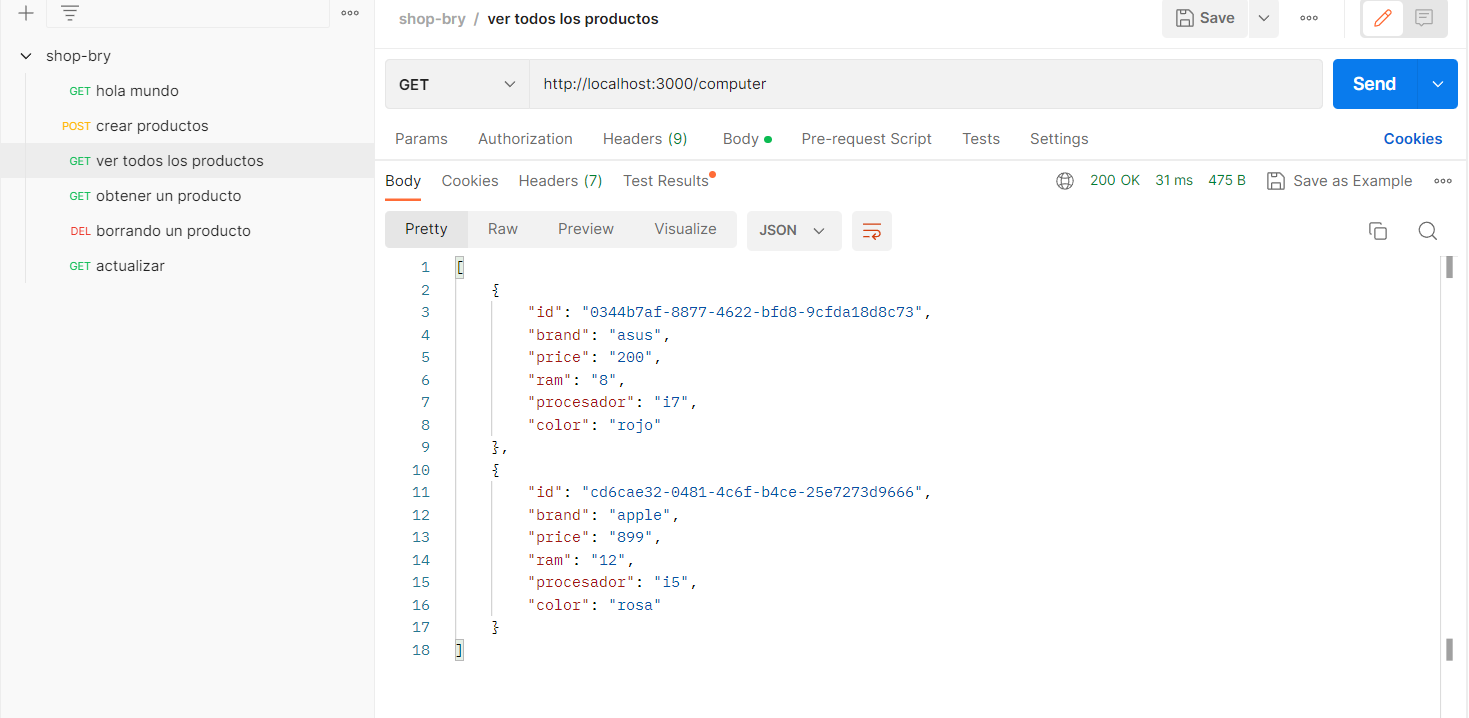 shop-bry / ver todos los productos
Save
shop-bry
GET hola mundo
POST crear productos
GET ver todos los productos
GET obtener un producto
DEL borrando un producto
GET actualizar
GET http://localhost:3000/computer Send
Params Authorization Headers (9) Body Pre-request Script Tests Settings Cookies
Body Cookies Headers (7) Test Results 200 OK 31 ms 475 B Save as Example
Pretty Raw Preview Visualize JSON
1 [
2 {
3 "id": "0344b7af-8877-4622-bfd8-9cfda18d8c73",
4 "brand": "asus",
5 "price": "200",
6 "ram": "8",
7 "procesador": "i7",
8 "color": "rojo"
9 },
10 {
11 "id": "cd6cae32-0481-4c6f-b4ce-25e7273d9666",
12 "brand": "apple",
13 "price": "899",
14 "ram": "12",
15 "procesador": "i5",
16 "color": "rosa"
17 }
18 ]